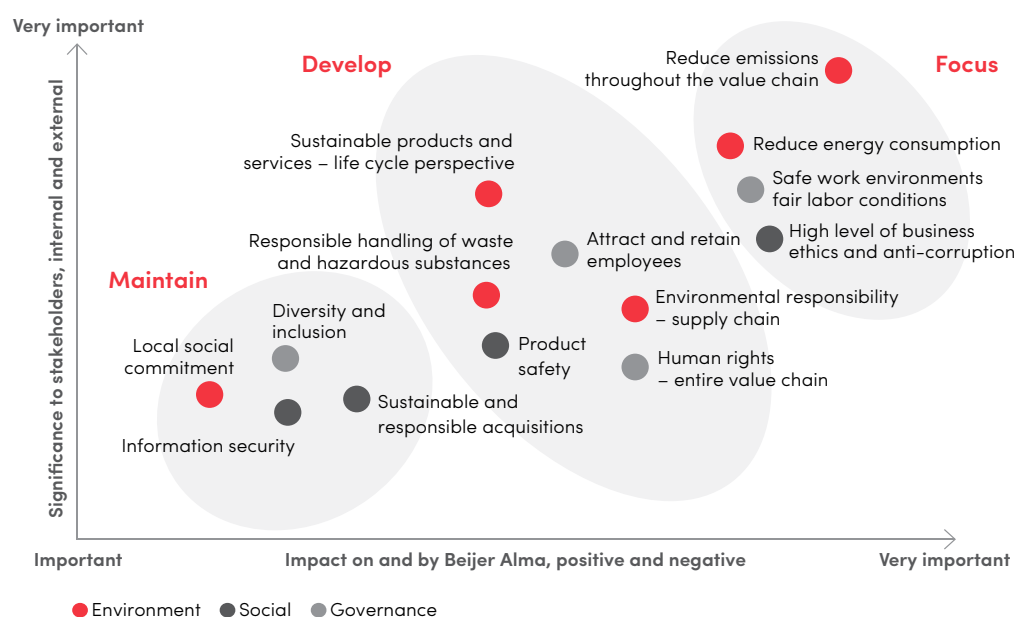 Very important
Significance to stakeholders, internal and external
Develop
Focus
Maintain
Reduce emissions
throughout the value chain
Reduce energy consumption
Safe work environments
fair labor conditions
High level of business
ethics and anti-corruption
Sustainable products and
services – life cycle perspective
Responsible handling of waste
and hazardous substances
Attract and retain
employees
Environmental responsibility
– supply chain
Product
safety
Human rights
– entire value chain
Diversity and
inclusion
Local social
commitment
Sustainable and
responsible acquisitions
Information security
Important
Impact on and by Beijer Alma, positive and negative
Very important
Environment
Social
Governance